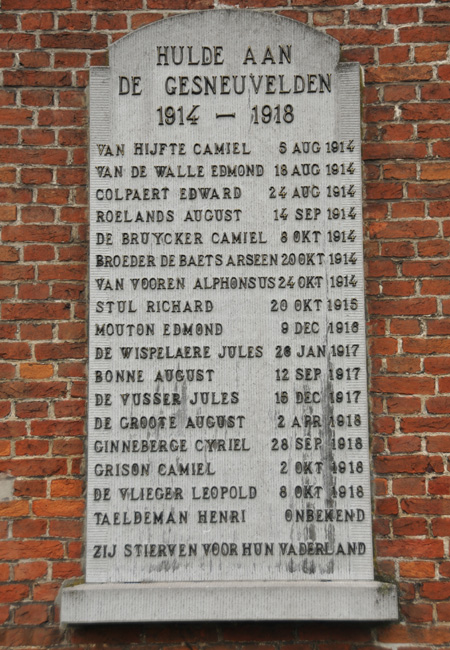 HULDE AAN
DE GESNEUVELDEN
1914 — 1918
VAN HIJFTE CAMIEL 5 AUG 1914
VAN DE WALLE EDMOND 18 AUG 1914
COLPAERT EDWARD 24 AUG 1914
ROELANDS AUGUST 14 SEP 1914
DE BRUYCKER CAMIEL 8 OKT 1914
BROEDER DE BAETS ARSEEN 20 OKT 1914
VAN VOOREN ALPHONSUS 24 OKT 1914
STUL RICHARD 20 OKT 1915
MOUTON EDMOND 9 DEC 1916
DE WISPELAERE JULES 26 JAN 1917
BONNE AUGUST 12 SEP 1917
DE VUSSER JULES 15 DEC 1917
DE GROOTE AUGUST 2 APR 1918
GINNEBERGE CYRIEL 28 SEP 1918
GRISON CAMIEL 2 OKT 1918
DE VLIEGER LEOPOLD 8 OKT 1918
TAELDEMAN HENRI ONBEKEND
ZIJ STIERVEN VOOR HUN VADERLAND